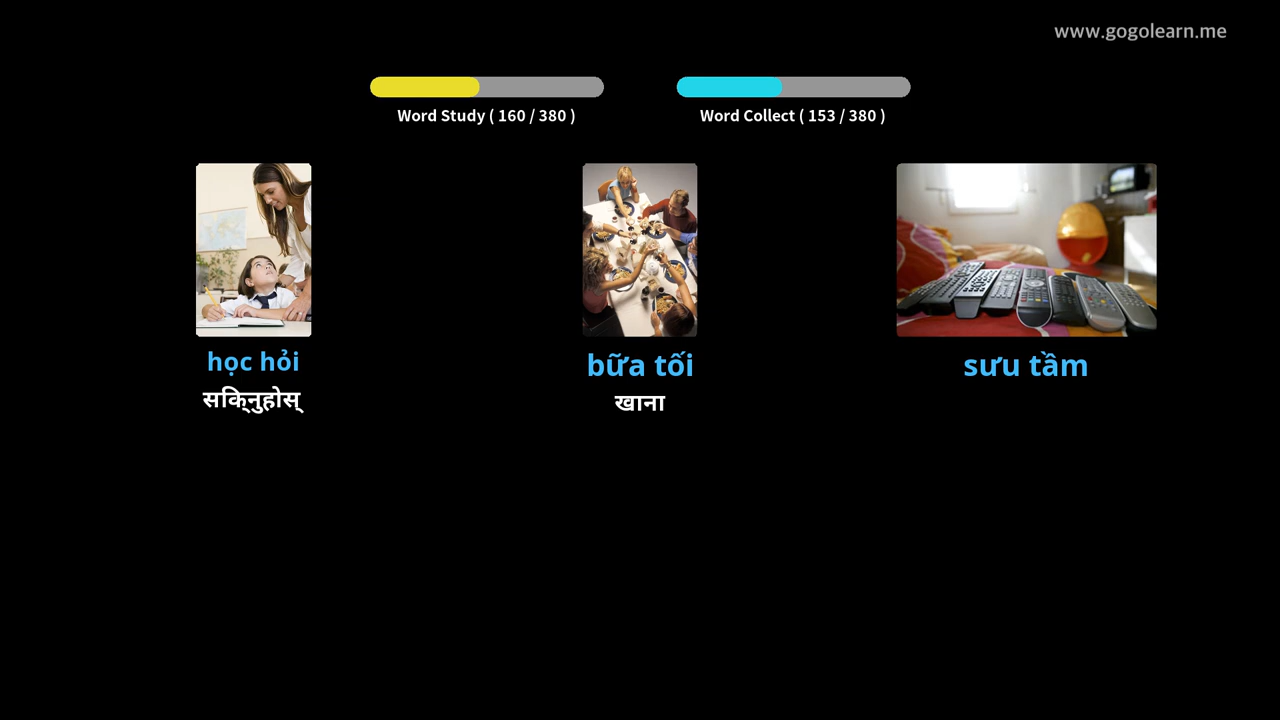 www.gogolearn.me
Word Study ( 160 / 380 )
Word Collect ( 153 / 380 )
học hỏi
सकि्नुहोस्
bữa tối
खाना
sưu tầm